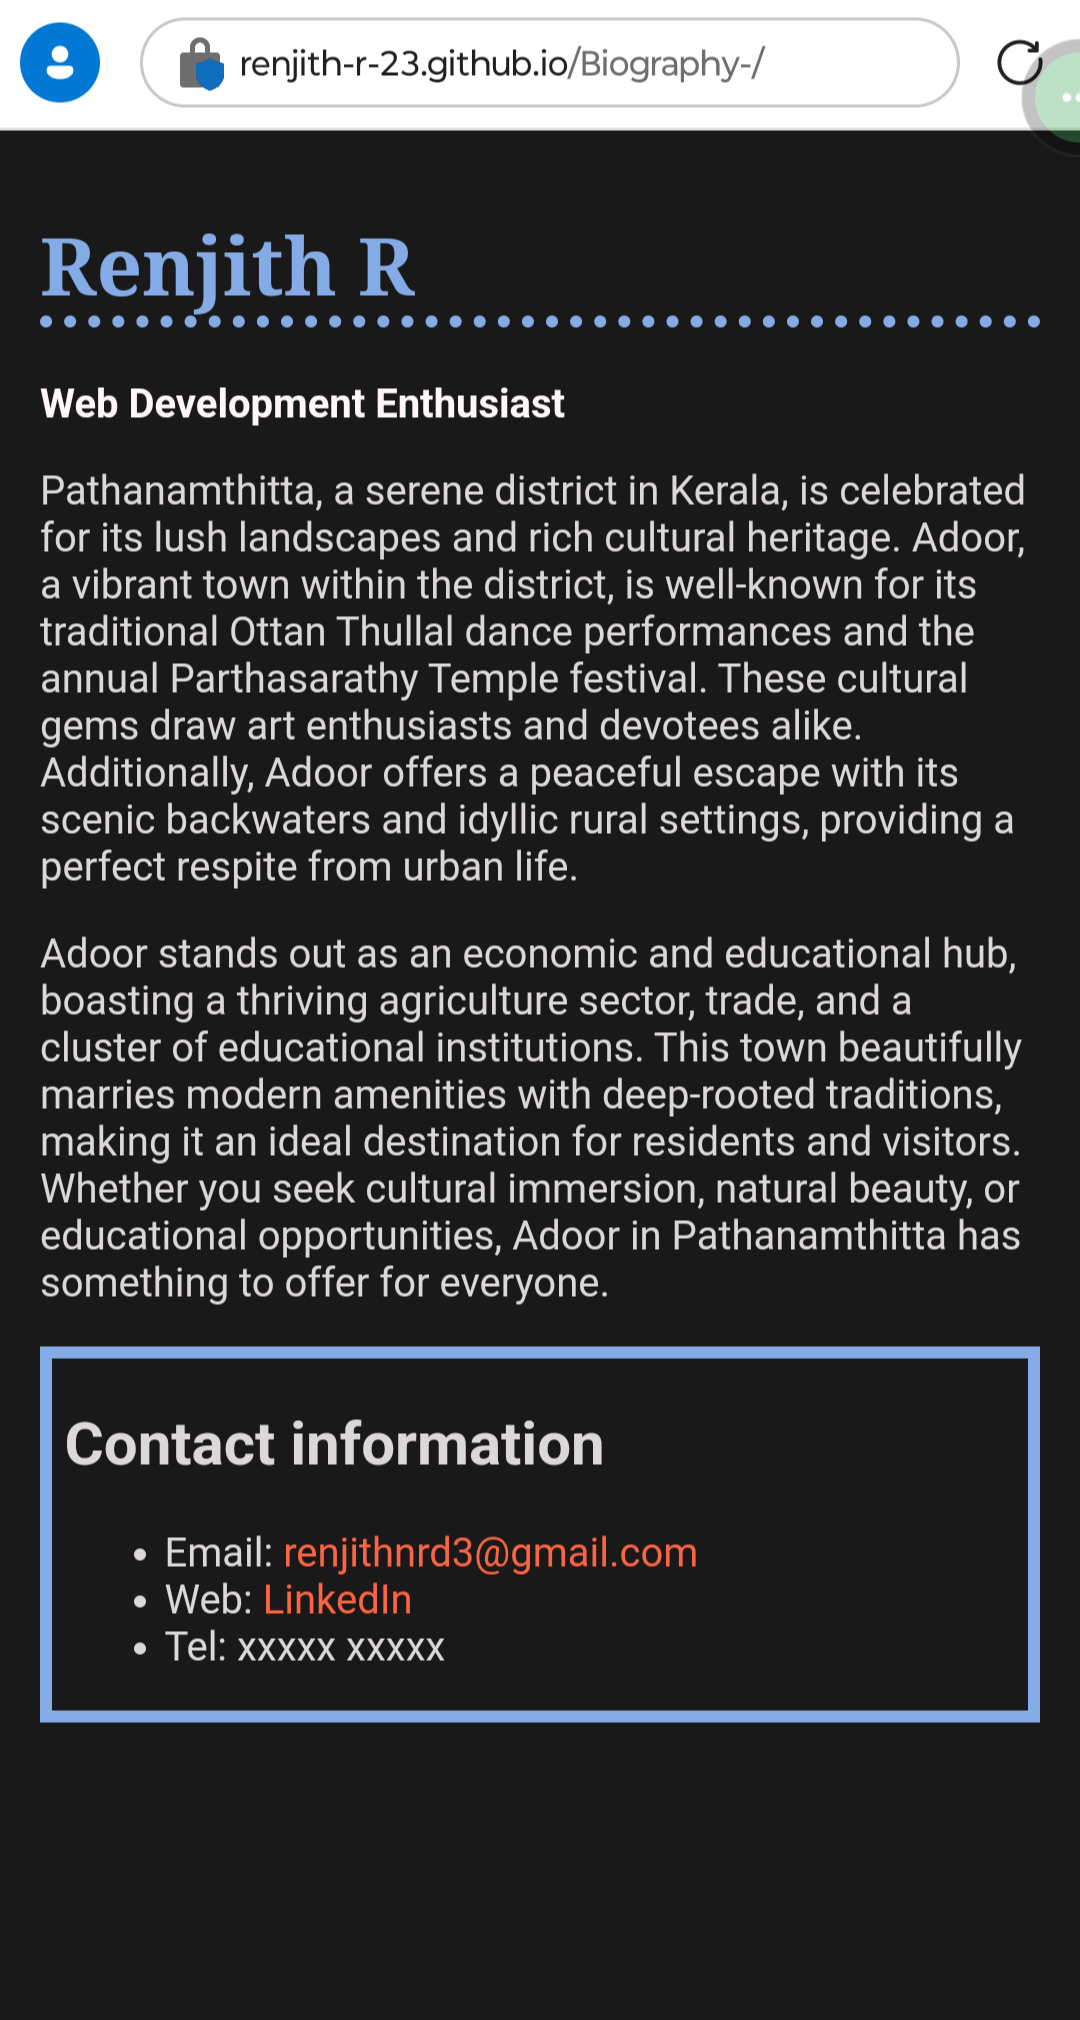 renjith-r-23.github.io/Biography-/
Renjith R
Web Development Enthusiast
Pathanamthitta, a serene district in Kerala, is celebrated
for its lush landscapes and rich cultural heritage. Adoor,
a vibrant town within the district, is well-known for its
traditional Ottan Thullal dance performances and the
annual Parthasarathy Temple festival. These cultural
gems draw art enthusiasts and devotees alike.
Additionally, Adoor offers a peaceful escape with its
scenic backwaters and idyllic rural settings, providing a
perfect respite from urban life.
Adoor stands out as an economic and educational hub,
boasting a thriving agriculture sector, trade, and a
cluster of educational institutions. This town beautifully
marries modern amenities with deep-rooted traditions,
making it an ideal destination for residents and visitors.
Whether you seek cultural immersion, natural beauty, or
educational opportunities, Adoor in Pathanamthitta has
something to offer for everyone.
Contact information
• Email: renjithnrd3@gmail.com
• Web: LinkedIn
• Tel: xxxxx xxxxx